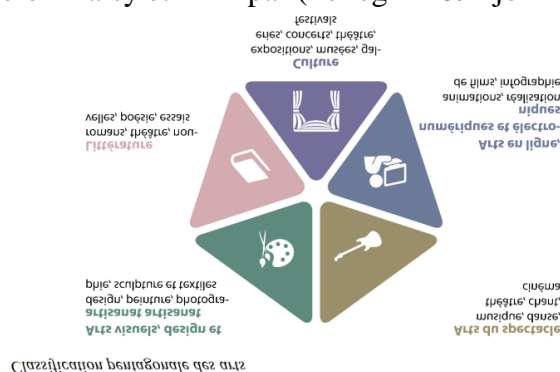 Classification pentagonale des arts
Arts visuels, design et
artisanat artisanat
design, peinture, photogra-
phie, sculpture et textiles
Arts du spectacle
musique, danse,
théâtre, chant,
cinéma
Littérature
romans, théâtre, nou-
velles, poésie, essais
Arts en ligne,
numériques et électro-
niques
animations, réalisation
de films, infographie
Culture
expositions, musées, gal-
eries, concerts, théâtre,
festivals